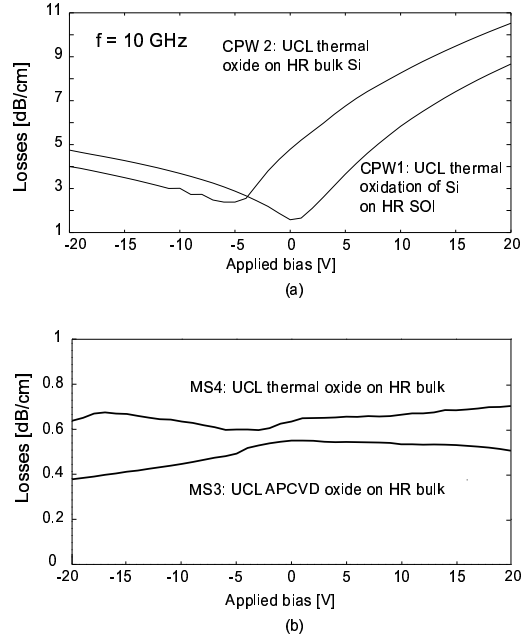 11
f = 10 GHz
CPW 2: UCL thermal
oxide on HR bulk Si
9
Losses [dB/cm]
7
5
CPW1: UCL thermal
oxidation of Si
on HR SOI
3
1
-20 -15 -10 -5 0 5 10 15 20
Applied bias [V]
(a)
1
0.8
MS4: UCL thermal oxide on HR bulk
Losses [dB/cm]
0.6
0.4
MS3: UCL APCVD oxide on HR bulk
0.2
0
-20 -15 -10 -5 0 5 10 15 20
Applied bias [V]
(b)